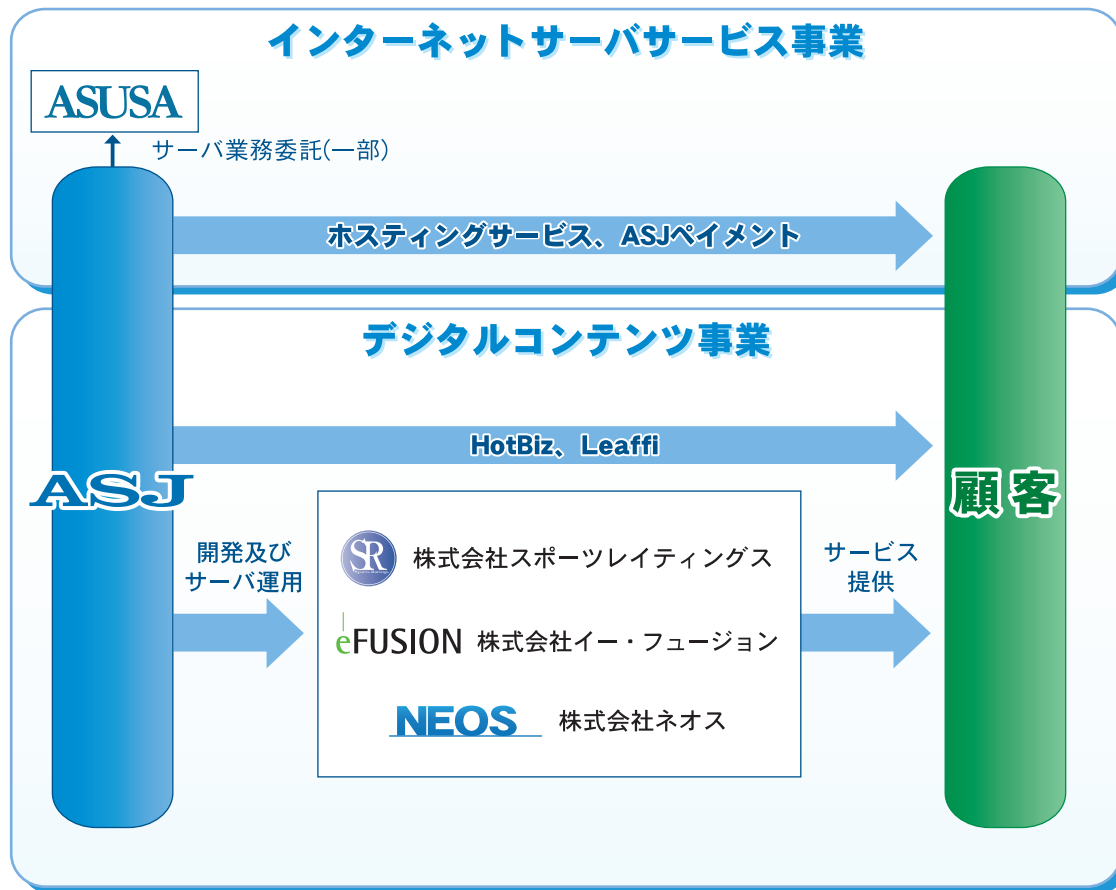 インターネットサーバサービス事業
ASUSA
サーバ業務委託(一部)
ホスティングサービス、ASJペイメント
デジタルコンテンツ事業
HotBiz、Leaffi
ASJ
顧客
開発及び
サーバ運用
SR 株式会社スポーツレイティングス
eFUSION 株式会社イー・フュージョン
NEOS 株式会社ネオス
サービス
提供